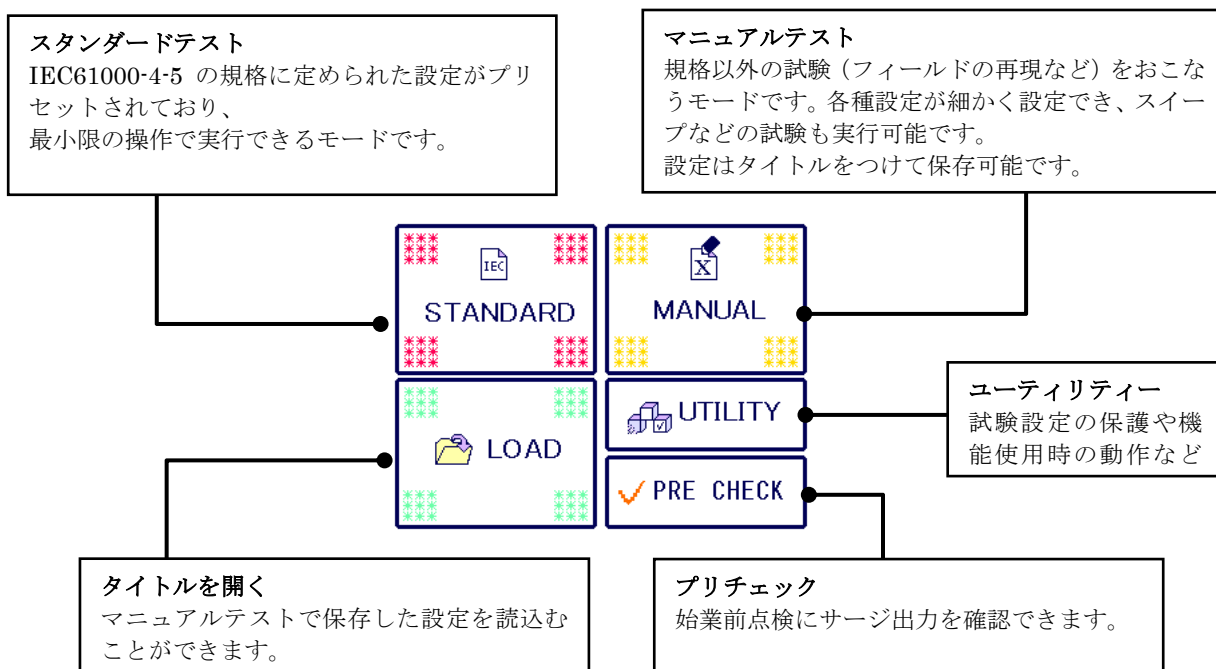 スタンダードテスト
IEC61000-4-5 の規格に定められた設定がプリ
セットされており、
最小限の操作で実行できるモードです。
マニュアルテスト
規格以外の試験（フィールドの再現など）をおこな
うモードです。各種設定が細かく設定でき、スイー
プなどの試験も実行可能です。
設定はタイトルをつけて保存可能です。
IEC
STANDARD
X
MANUAL
LOAD
UTILITY
PRE CHECK
ユーティリティー
試験設定の保護や機
能使用時の動作など
タイトルを開く
マニュアルテストで保存した設定を読込む
ことができます。
プリチェック
始業前点検にサージ出力を確認できます。